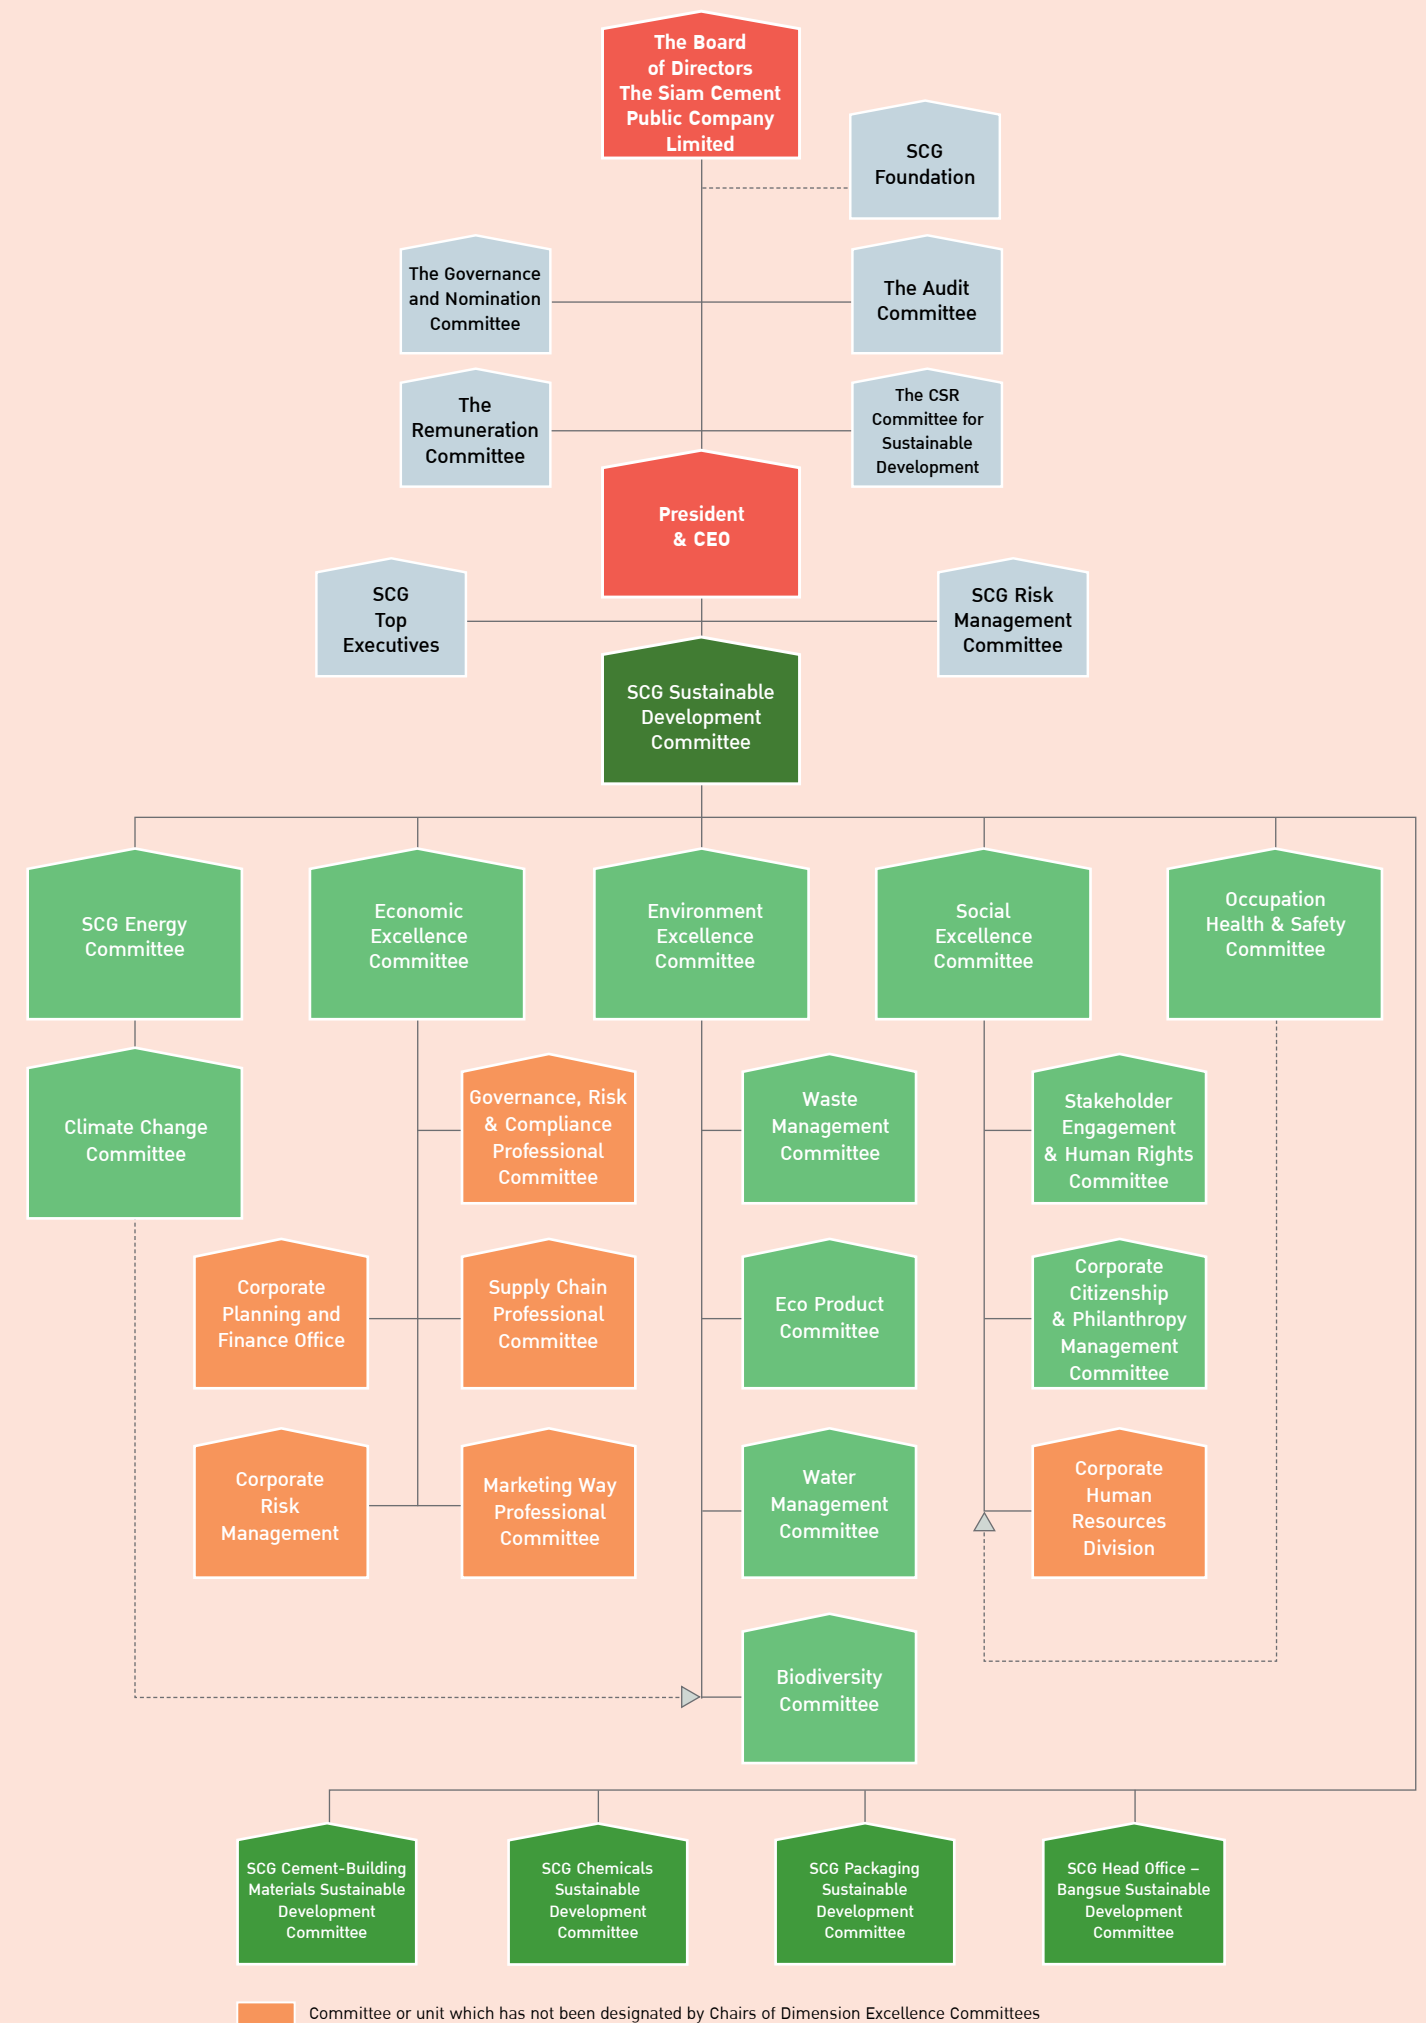 The Board
of Directors
The Siam Cement
Public Company
Limited
SCG
Foundation
The Governance
and Nomination
Committee
The Audit
Committee
The
Remuneration
Committee
The CSR
Committee for
Sustainable
Development
President
& CEO
SCG
Top
Executives
SCG Risk
Management
Committee
SCG Sustainable
Development
Committee
SCG Energy
Committee
Economic
Excellence
Committee
Environment
Excellence
Committee
Social
Excellence
Committee
Occupation
Health & Safety
Committee
Climate Change
Committee
Governance, Risk
& Compliance
Professional
Committee
Waste
Management
Committee
Stakeholder
Engagement
& Human Rights
Committee
Corporate
Planning and
Finance Office
Supply Chain
Professional
Committee
Eco Product
Committee
Corporate
Citizenship
& Philanthropy
Management
Committee
Corporate
Risk
Management
Marketing Way
Professional
Committee
Water
Management
Committee
Corporate
Human
Resources
Division
Biodiversity
Committee
SCG Cement-Building
Materials Sustainable
Development
Committee
SCG Chemicals
Sustainable
Development
Committee
SCG Packaging
Sustainable
Development
Committee
SCG Head Office –
Bangsue Sustainable
Development
Committee
Committee or unit which has not been designated by Chairs of Dimension Excellence Committees